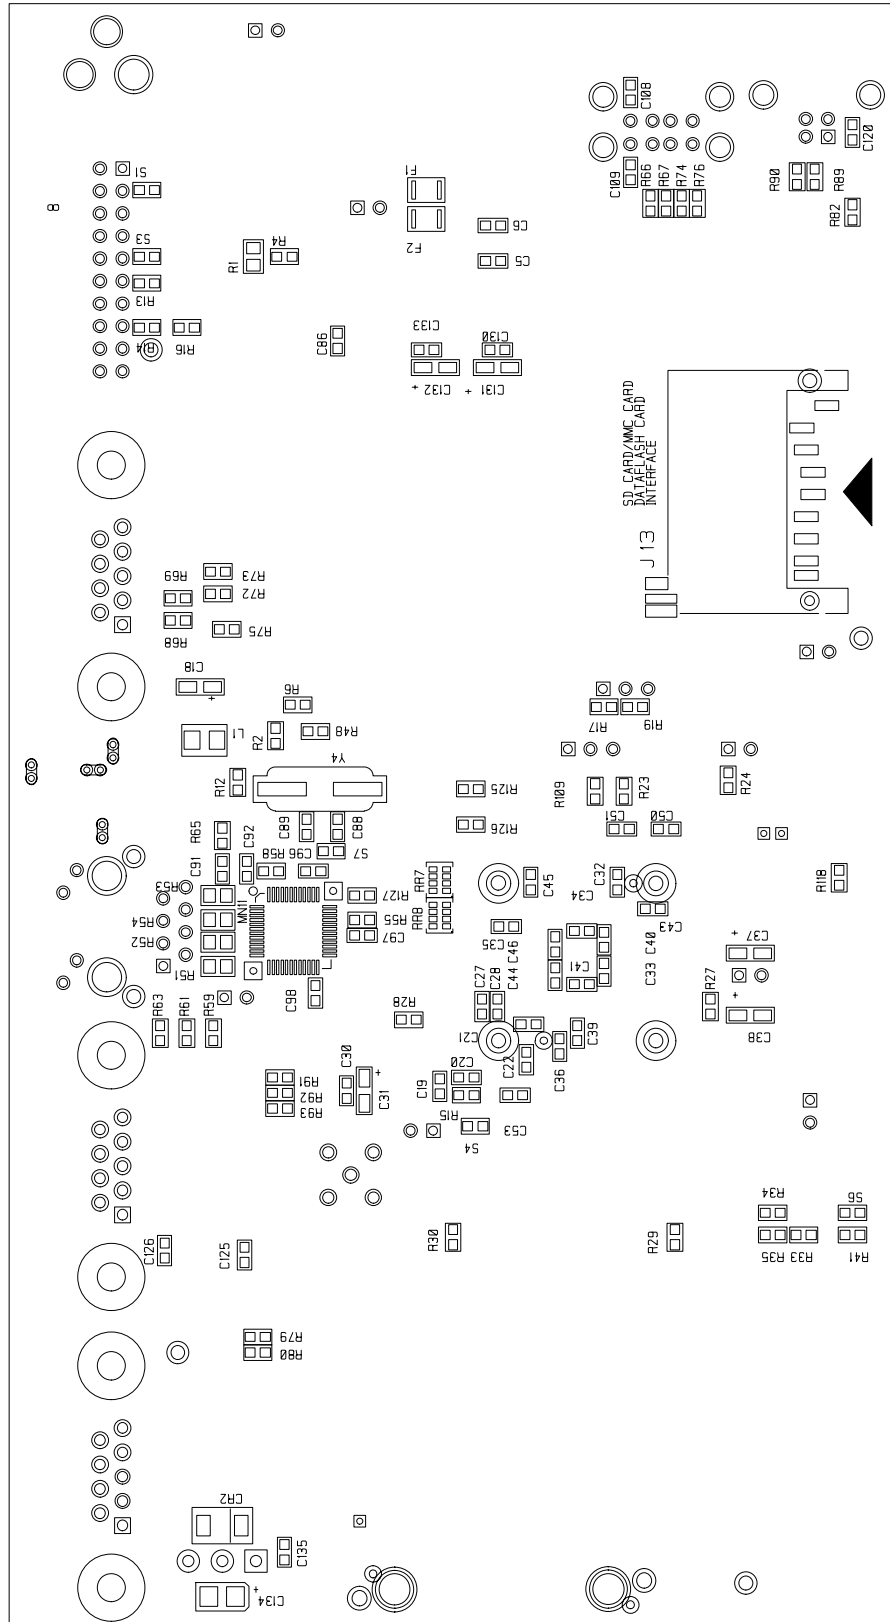 C108
C120
S1
F1
C109
R66
R67
R74
R76
R90
R89
8
R82
F2
C6
S3
R1
R4
C5
R13
R14
R16
C86
C133
C130
+ C132
+ C131
SD CARD/MMC CARD
DATAFLASH CARD
INTERFACE
J13
R69
R73
R72
R68
R75
C18
+
R6
R17
R19
L1
R2
R48
Y4
R12
R125
R109
R23
R24
R65
C89
C88
R126
C51
C50
C92
S7
C91
R58
C96
RR7
C45
C34
C32
R118
R53
MN11
R127
RR8
R54
R55
C35
C46
C43
C40
+
C37
R52
C97
R51
C41
C33
C27
C28
C44
R27
+
C98
R63
R61
R59
R28
C21
C39
C38
C30
C20
C22
C36
R91
R92
R93
+
C31
C19
R15
S4
C53
R34
S6
C126
C125
R30
R29
R35
R33
R41
R79
R80
CR2
C135
+
C134